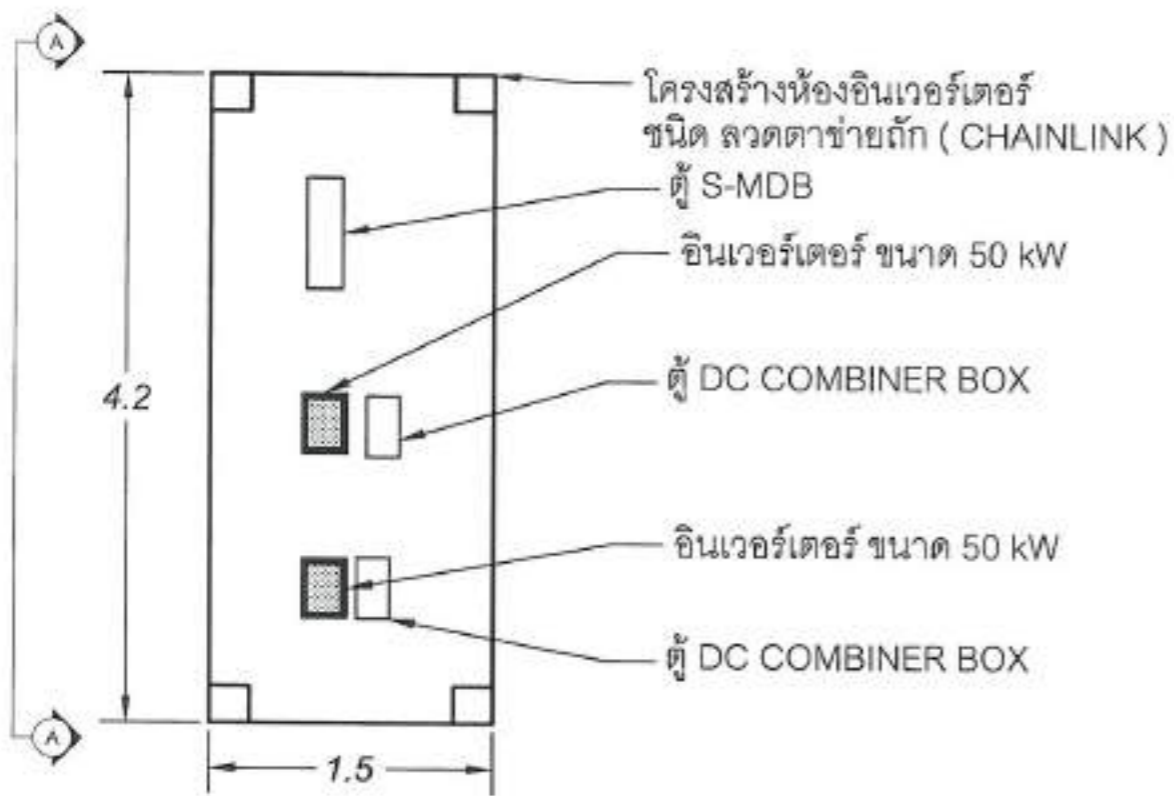 A
โครงสร้างห้องอินเวอร์เตอร์
ชนิด ลวดตาข่ายถัก ( CHAINLINK )
ตู้ S-MDB
อินเวอร์เตอร์ ขนาด 50 kW
4.2
ตู้ DC COMBINER BOX
อินเวอร์เตอร์ ขนาด 50 kW
ตู้ DC COMBINER BOX
A
1.5